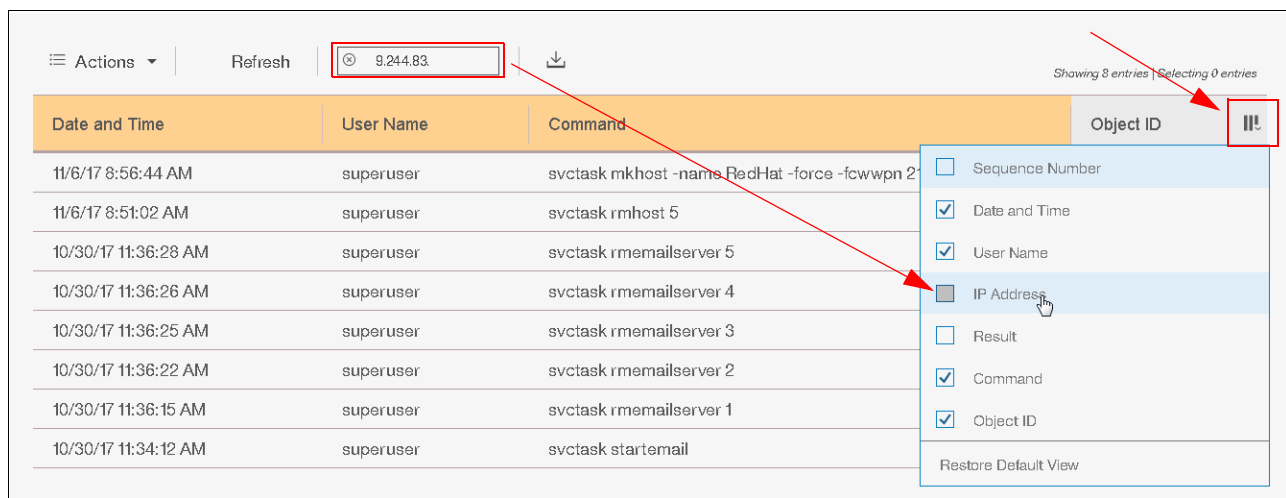 Actions Refresh 9.244.83.
Showing 8 entries | Selecting 0 entries
Date and Time User Name Command Object ID
11/6/17 8:56:44 AM superuser svctask mkhost -name RedHat -force -fcwwpn 21
11/6/17 8:51:02 AM superuser svctask rmhost 5
10/30/17 11:36:28 AM superuser svctask rmemailserver 5
10/30/17 11:36:26 AM superuser svctask rmemailserver 4
10/30/17 11:36:25 AM superuser svctask rmemailserver 3
10/30/17 11:36:22 AM superuser svctask rmemailserver 2
10/30/17 11:36:15 AM superuser svctask rmemailserver 1
10/30/17 11:34:12 AM superuser svctask startemail
Sequence Number
Date and Time
User Name
IP Address
Result
Command
Object ID
Restore Default View